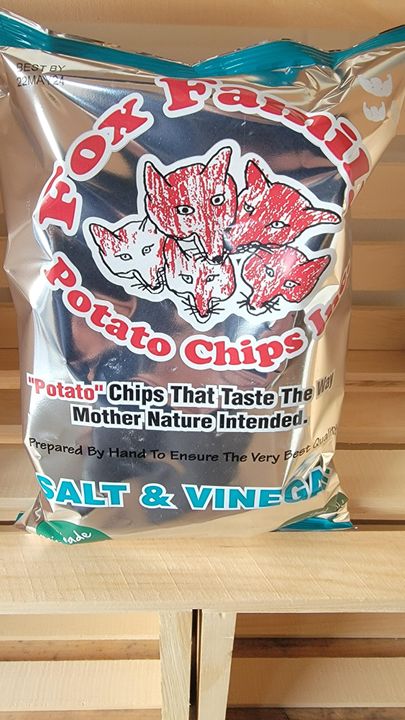 BEST BY
22MAY24
Fox Famil
Potato Chips Inc.
"Potato" Chips That Taste The Way
Mother Nature Intended.
Prepared By Hand To Ensure The Very Best Quality
SALT & VINEGA